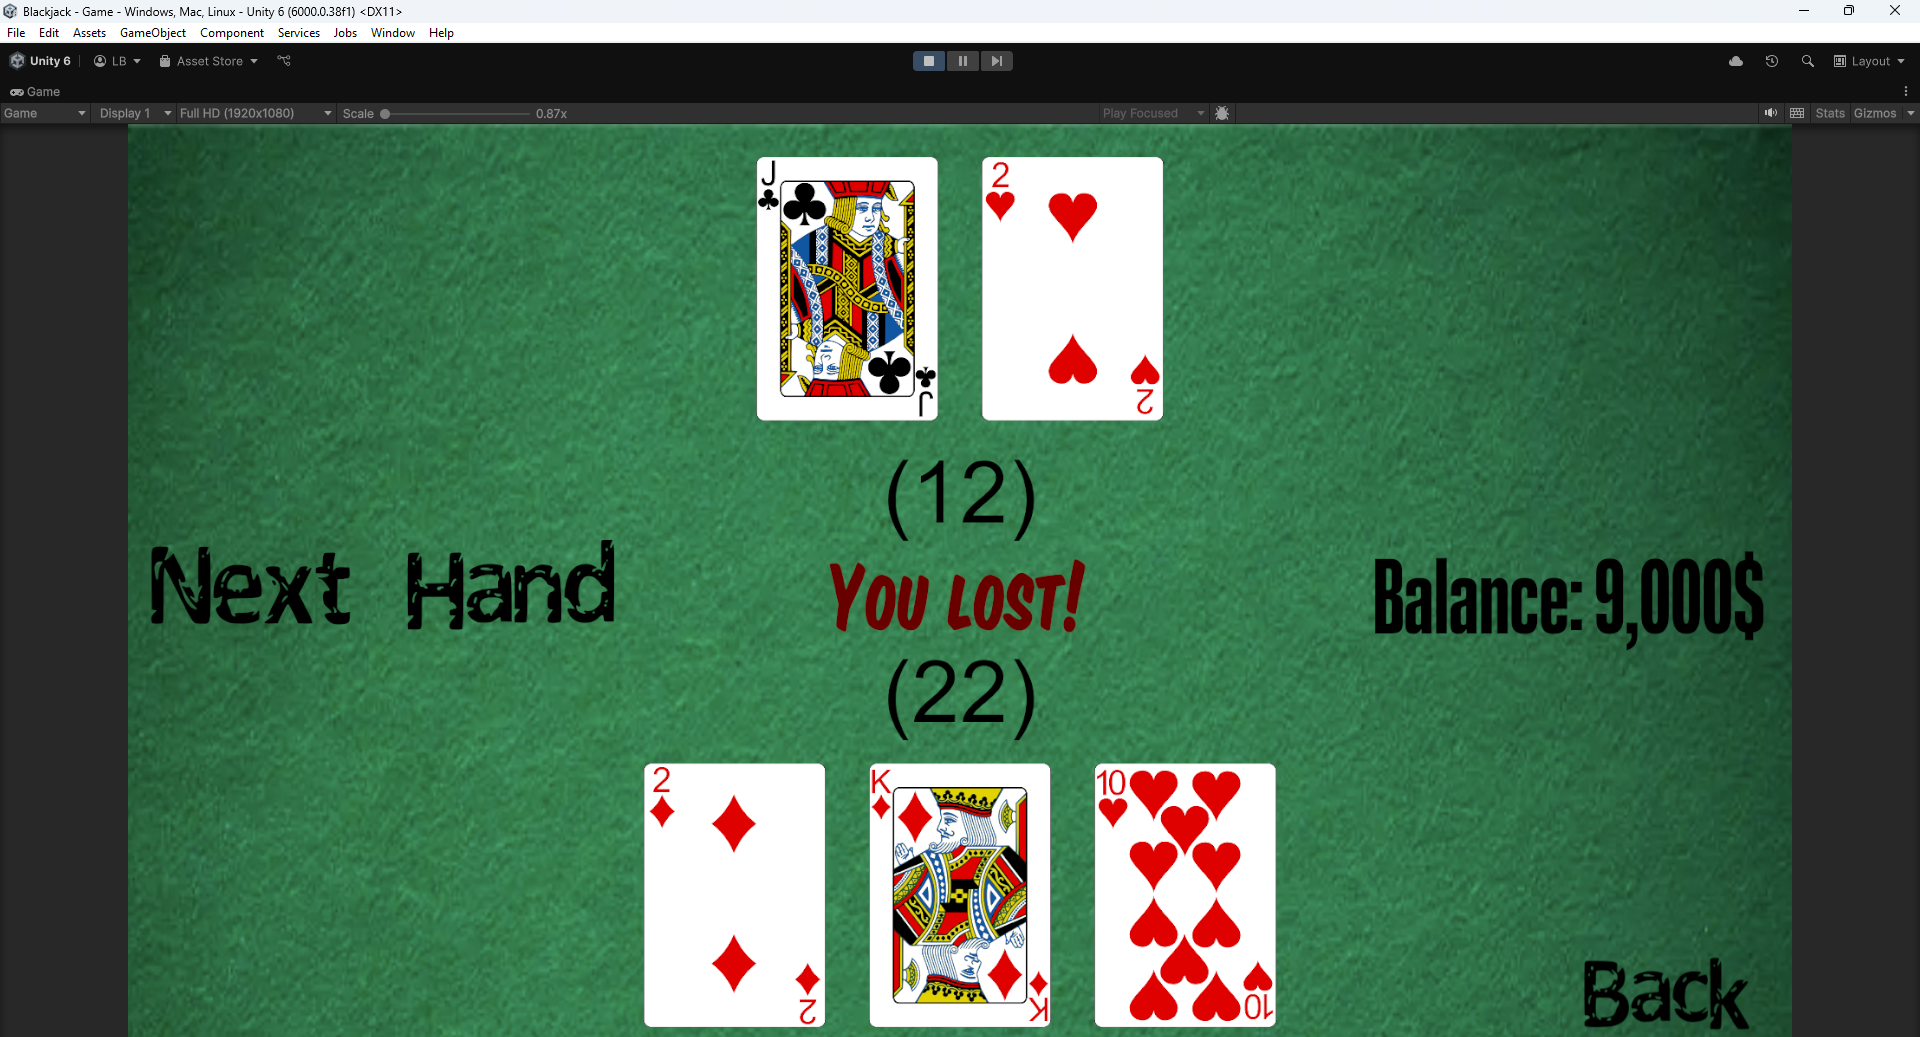 Blackjack - Game - Windows, Mac, Linux - Unity 6 (6000.0.38f1) <DX11>
File Edit Assets GameObject Component Services Jobs Window Help
Unity 6 LB Asset Store Layout
Game
Game Display 1 Full HD (1920x1080) Scale 0.87x Play Focused Stats Gizmos
J 2
J 2
(12)
Next Hand You lost! Balance: 9,000$
(22)
2 K 10
2 K 10
Back